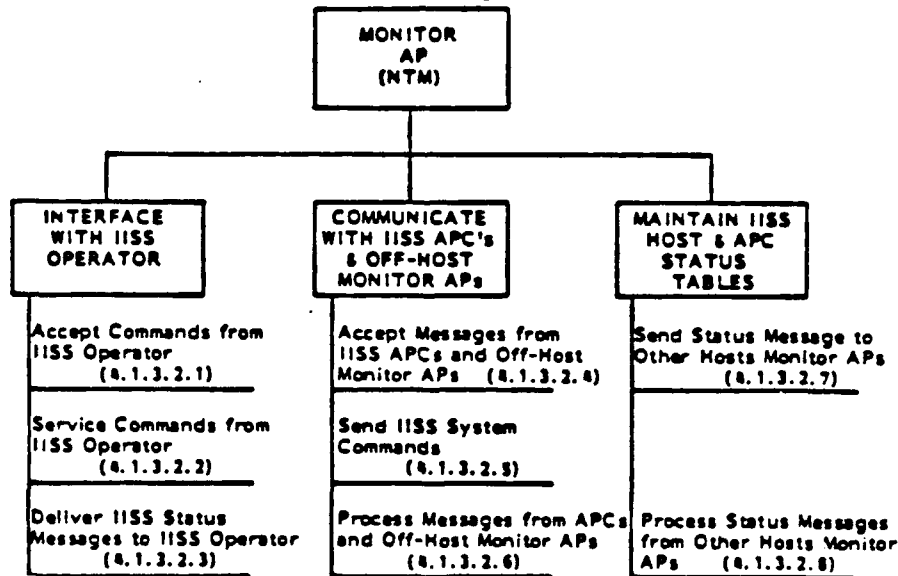 MONITOR
AP
(NTM)
INTERFACE
WITH IISS
OPERATOR
Accept Commands from
IISS Operator
(4.1.3.2.1)
Service Commands from
IISS Operator
(4.1.3.2.2)
Deliver IISS Status
Messages to IISS Operator
(4.1.3.2.3)
COMMUNICATE
WITH IISS APC's
& OFF-HOST
MONITOR APs
Accept Messages from
IISS APCs and Off-Host
Monitor APs (4.1.3.2.4)
Send IISS System
Commands
(4.1.3.2.5)
Process Messages from APCs
and Off-Host Monitor APs
(4.1.3.2.6)
MAINTAIN IISS
HOST & APC
STATUS
TABLES
Send Status Message to
Other Hosts Monitor APs
(4.1.3.2.7)
Process Status Messages
from Other Hosts Monitor
APs (4.1.3.2.8)